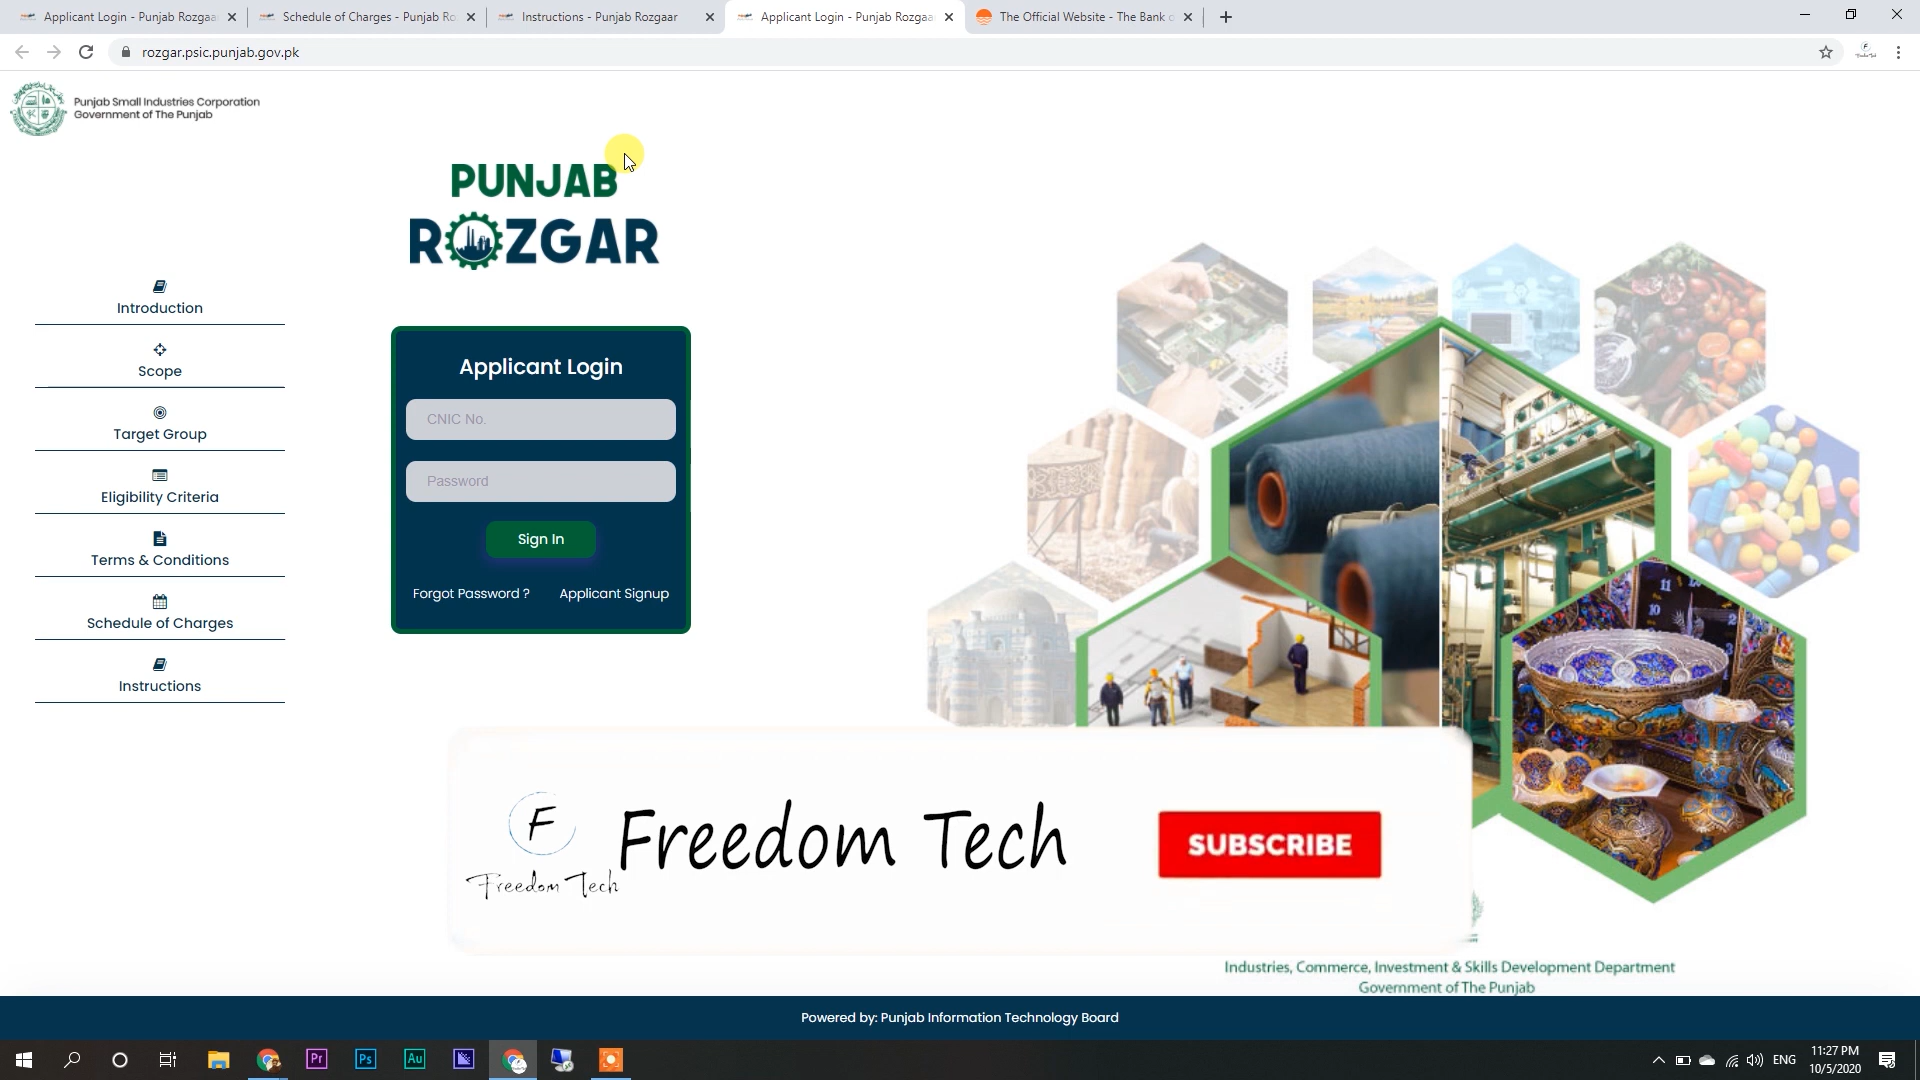 Applicant Login - Punjab Rozgaa
Schedule of Charges - Punjab Ro
Instructions - Punjab Rozgaar
Applicant Login - Punjab Rozgaa
The Official Website - The Bank o
rozgar.psic.punjab.gov.pk
Punjab Small Industries Corporation
Government of The Punjab
PUNJAB
ROZGAR
Introduction
Scope
Target Group
Eligibility Criteria
Terms & Conditions
Schedule of Charges
Instructions
Applicant Login
CNIC No.
Password
Sign In
Forgot Password ? Applicant Signup
F
Freedom Tech
Freedom Tech
SUBSCRIBE
Industries, Commerce, Investment & Skills Development Department
Government of The Punjab
Powered by: Punjab Information Technology Board
Pr
Ps
Au
ENG
11:27 PM
10/5/2020